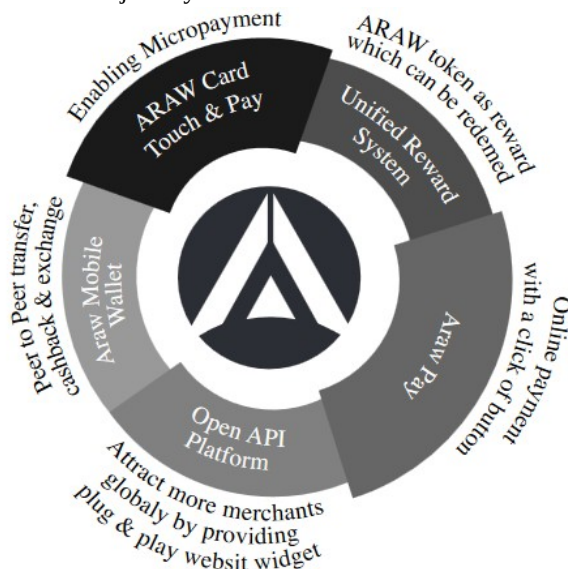 Enabling Micropayment
ARAW Card
Touch & Pay
ARAW token as reward
which can be redemed
Unified Reward
System
Online payment
with a click of button
Araw Pay
Open API
Platform
Attract more merchants
globaly by providing
plug & play websit widget
Peer to Peer transfer,
cashback & exchange
Araw Mobile
Wallet